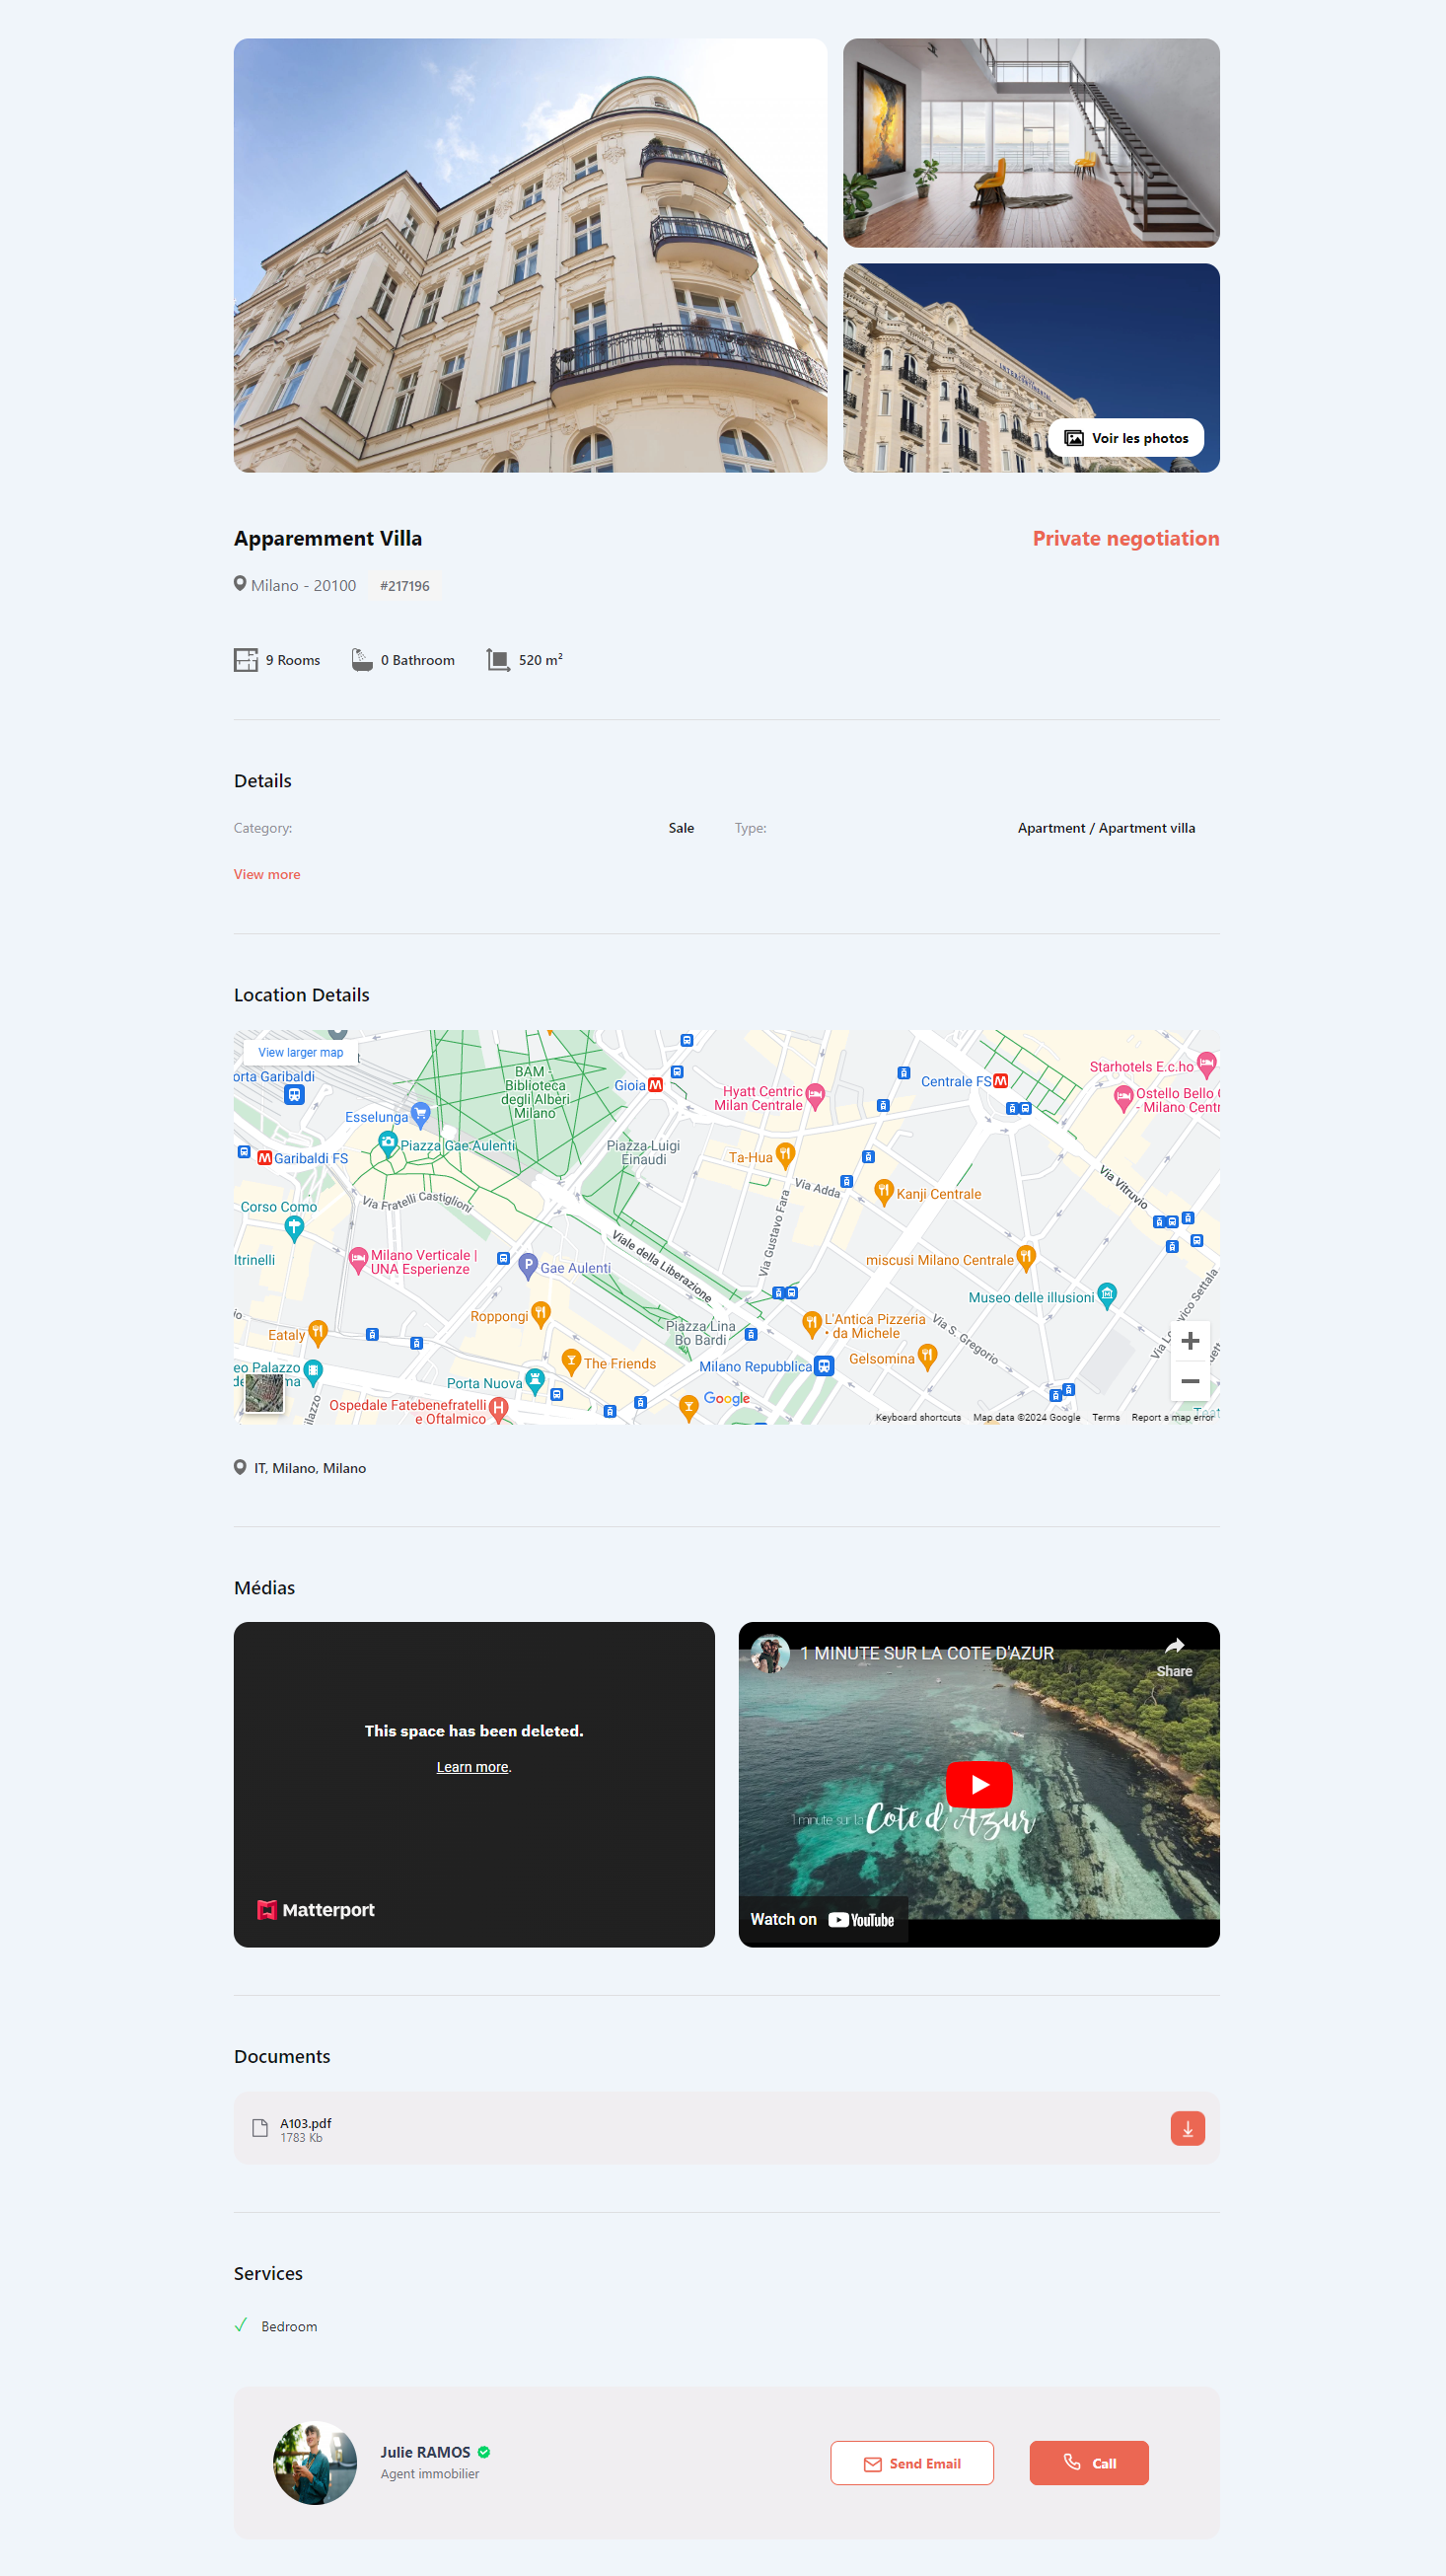 INTERCONTINENTAL
Voir les photos
Apparemment Villa
Private negotiation
Milano - 20100
#217196
9 Rooms
0 Bathroom
520 m²
Details
Category:
Sale
Type:
Apartment / Apartment villa
View more
Location Details
View larger map
orta Garibaldi
BAM -
Biblioteca
degli Alberi
Milano
Gioia
Hyatt Centric
Milan Centrale
Centrale FS
Starhotels E.c.ho
Ostello Bello
- Milano Centr
Esselunga
Piazza Gae Aulenti
Piazza Luigi
Einaudi
Garibaldi FS
Ta-Hua
Via Adda
Kanji Centrale
Via Vitruvio
Via Fratelli Castiglioni
Corso Como
Via Gustavo Fara
ltrinelli
Milano Verticale |
UNA Esperienze
Gae Aulenti
Viale della Liberazione
miscusi Milano Centrale
Museo delle illusioni
Roppongi
Piazza Lina
Bo Bardi
L'Antica Pizzeria
• da Michele
Via S. Gregorio
Eataly
The Friends
Milano Repubblica
Gelsomina
eo Palazzo
Porta Nuova
Ospedale Fatebenefratelli
e Oftalmico
Google
Keyboard shortcuts
Map data ©2024 Google
Terms
Report a map error
IT, Milano, Milano
Médias
This space has been deleted.
Learn more.
Matterport
1 MINUTE SUR LA COTE D'AZUR
Share
1 minute sur la Cote d'Azur
Watch on YouTube
Documents
A103.pdf
1783 Kb
Services
Bedroom
Julie RAMOS
Agent immobilier
Send Email
Call